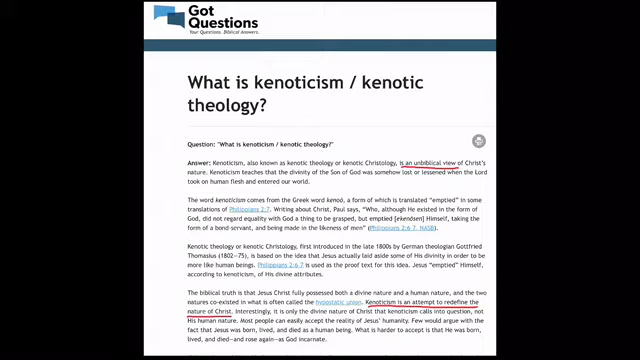 Got
Questions
Your Questions. Biblical Answers.
What is kenoticism / kenotic
theology?
Question: "What is kenoticism / kenotic theology?"
Answer: Kenoticism, also known as kenotic theology or kenotic Christology, is an unbiblical view of Christ's
nature. Kenoticism teaches that the divinity of the Son of God was somehow lost or lessened when the Lord
took on human flesh and entered our world.
The word kenoticism comes from the Greek word kenoó, a form of which is translated "emptied" in some
translations of Philippians 2:7. Writing about Christ, Paul says, "Who, although He existed in the form of
God, did not regard equality with God a thing to be grasped, but emptied [ekenósen] Himself, taking the
form of a bond-servant, and being made in the likeness of men" (Philippians 2:6–7, NASB).
Kenotic theology or kenotic Christology, first introduced in the late 1800s by German theologian Gottfried
Thomasius (1802—75), is based on the idea that Jesus actually laid aside some of His divinity in order to be
more like human beings. Philippians 2:6–7 is used as the proof text for this idea. Jesus "emptied" Himself,
according to kenoticism, of His divine attributes.
The biblical truth is that Jesus Christ fully possessed both a divine nature and a human nature, and the two
natures co-existed in what is often called the hypostatic union. Kenoticism is an attempt to redefine the
nature of Christ. Interestingly, it is only the divine nature of Christ that kenoticism calls into question, not
His human nature. Most people can easily accept the reality of Jesus' humanity. Few would argue with the
fact that Jesus was born, lived, and died as a human being. What is harder to accept is that He was born,
lived, and died—and rose again—as God incarnate.